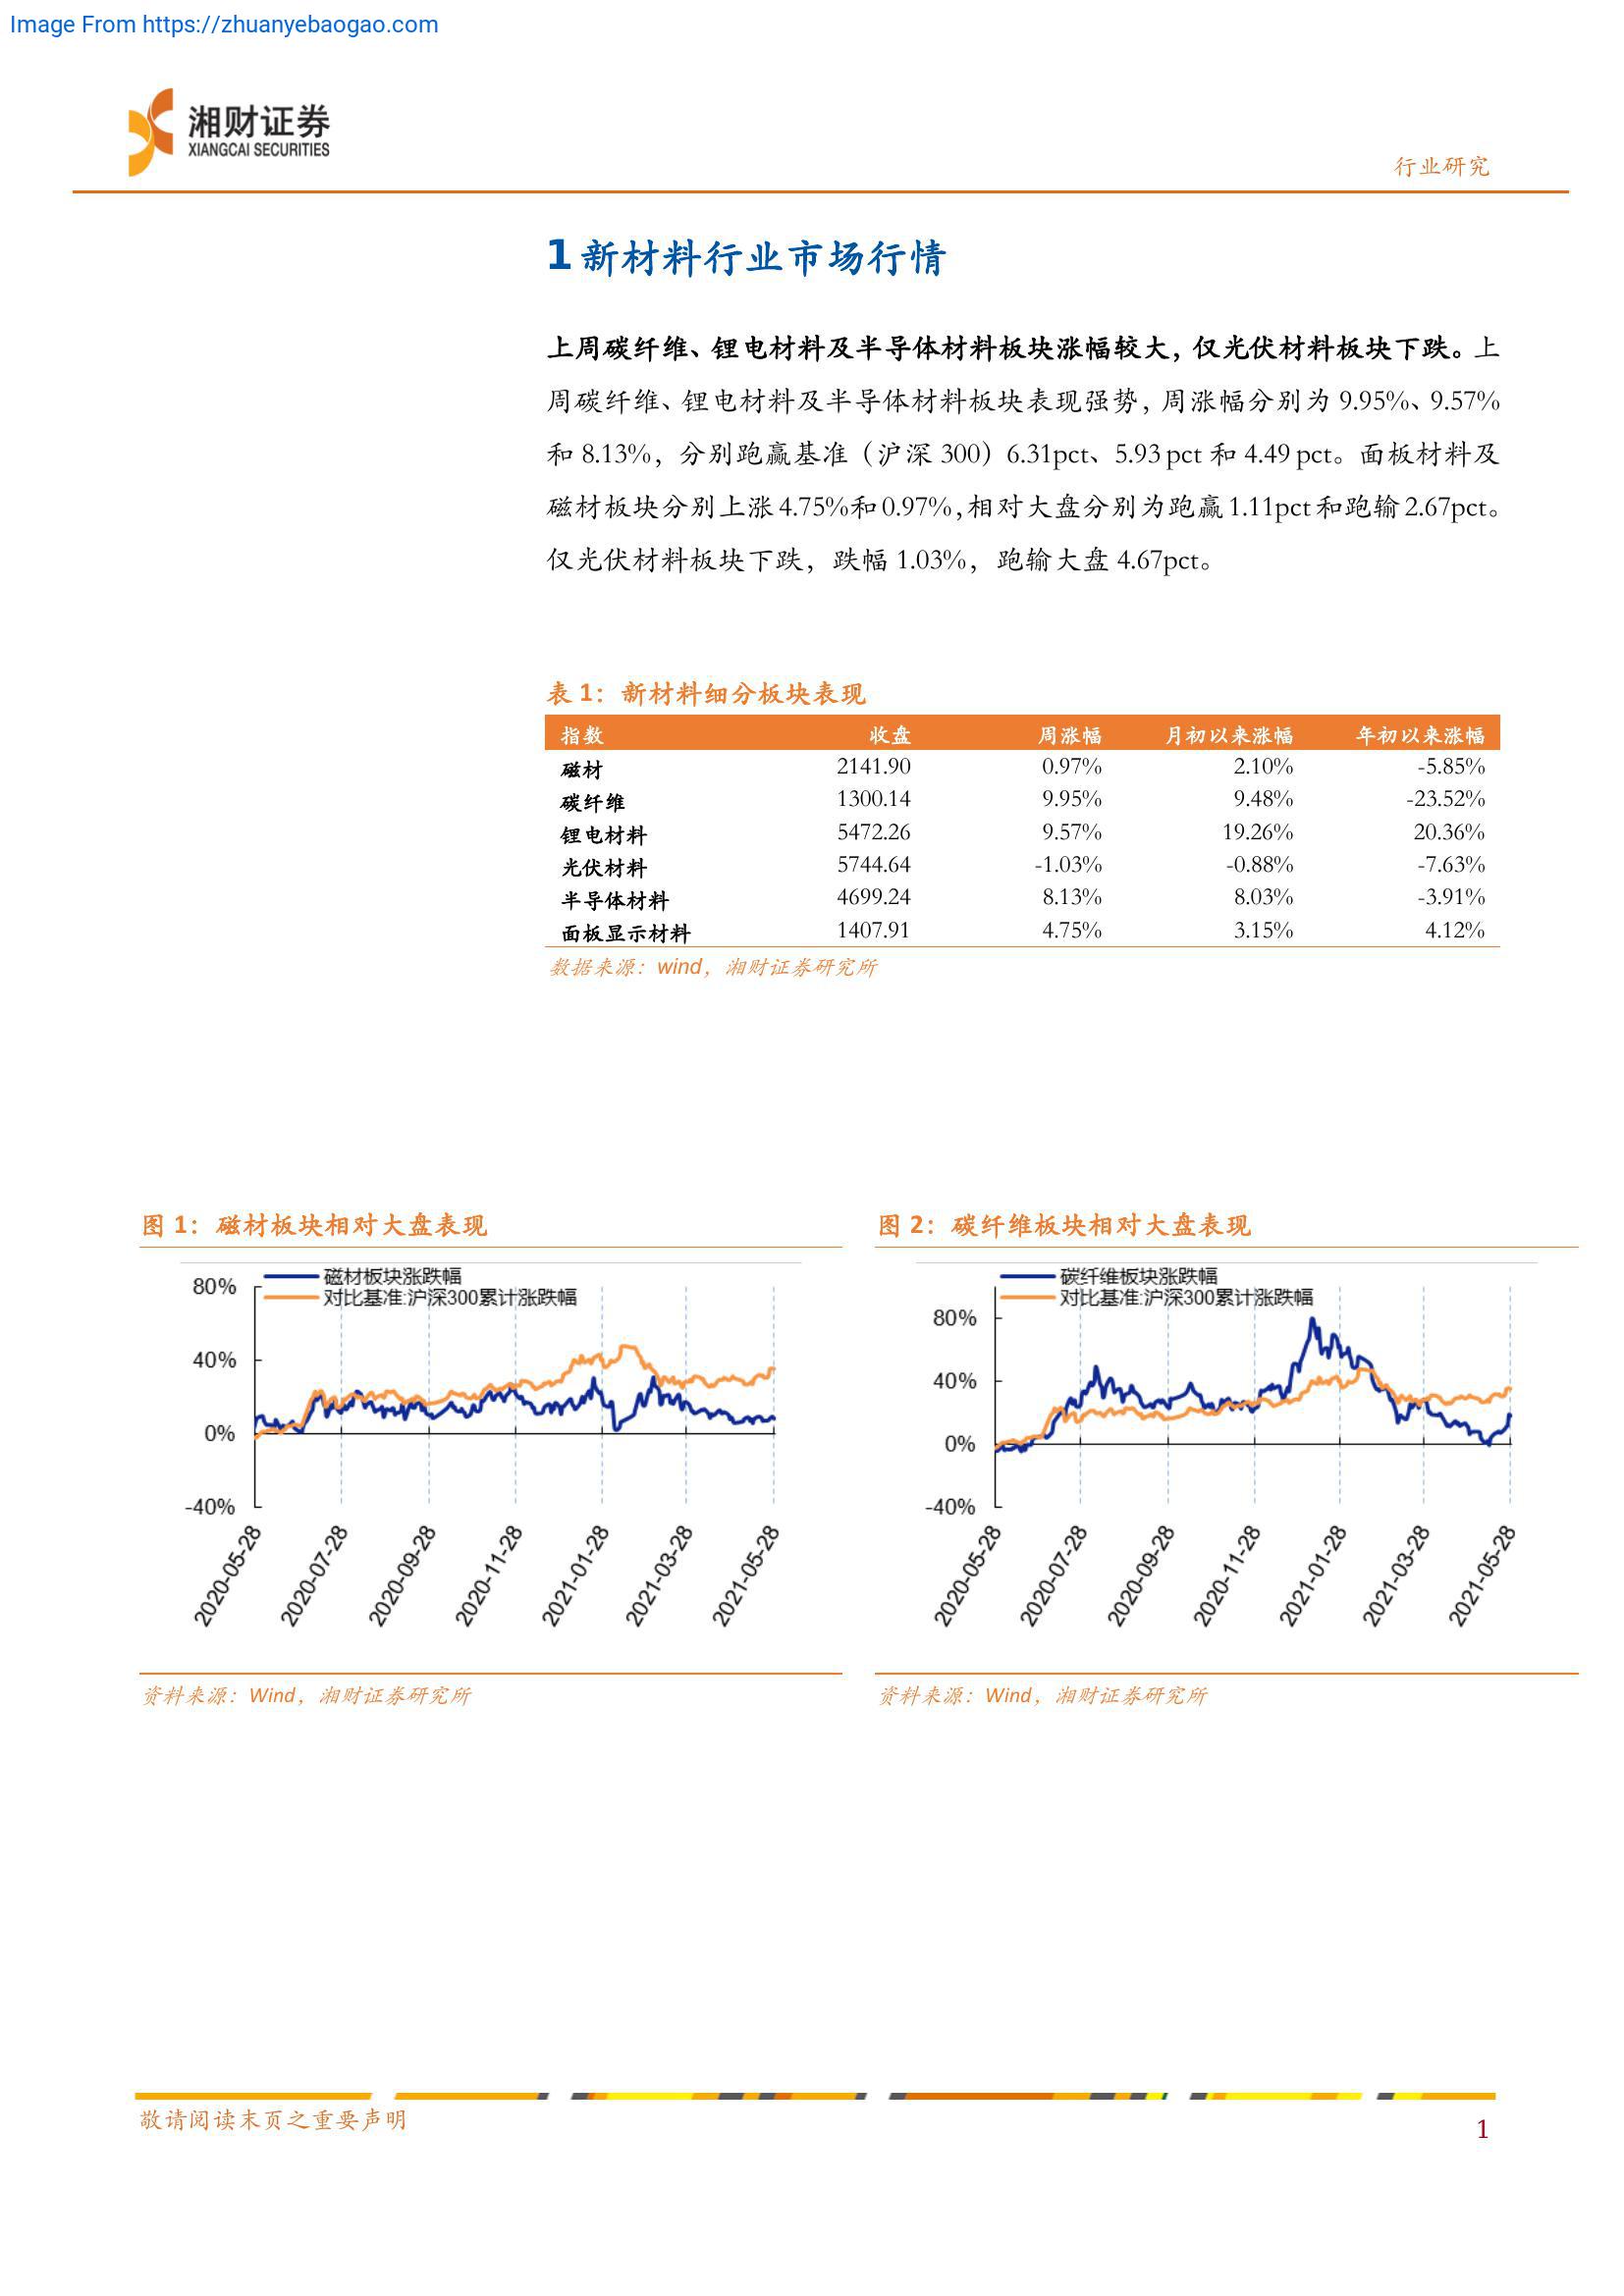 Image From https://zhuanyebaogao.com
湘财证券
XIANGCAI SECURITIES
行业研究
1 新材料行业市场行情
上周碳纤维、锂电材料及半导体材料板块涨幅较大，仅光伏材料板块下跌。上
周碳纤维、锂电材料及半导体材料板块表现强势，周涨幅分别为 9.95%、9.57%
和 8.13%，分别跑赢基准（沪深 300）6.31pct、5.93 pct 和 4.49 pct。面板材料及
磁材板块分别上涨 4.75%和 0.97%，相对大盘分别为跑赢 1.11pct 和跑输 2.67pct。
仅光伏材料板块下跌，跌幅 1.03%，跑输大盘 4.67pct。
表 1：新材料细分板块表现
指数 收盘 周涨幅 月初以来涨幅 年初以来涨幅
磁材 2141.90 0.97% 2.10% -5.85%
碳纤维 1300.14 9.95% 9.48% -23.52%
锂电材料 5472.26 9.57% 19.26% 20.36%
光伏材料 5744.64 -1.03% -0.88% -7.63%
半导体材料 4699.24 8.13% 8.03% -3.91%
面板显示材料 1407.91 4.75% 3.15% 4.12%
数据来源：wind，湘财证券研究所
图 1：磁材板块相对大盘表现
磁材板块涨跌幅
对比基准:沪深300累计涨跌幅
80%
40%
0%
-40%
2020-05-28
2020-07-28
2020-09-28
2020-11-28
2021-01-28
2021-03-28
2021-05-28
资料来源：Wind，湘财证券研究所
图 2：碳纤维板块相对大盘表现
碳纤维板块涨跌幅
对比基准:沪深300累计涨跌幅
80%
40%
0%
-40%
2020-05-28
2020-07-28
2020-09-28
2020-11-28
2021-01-28
2021-03-28
2021-05-28
资料来源：Wind，湘财证券研究所
敬请阅读末页之重要声明
1